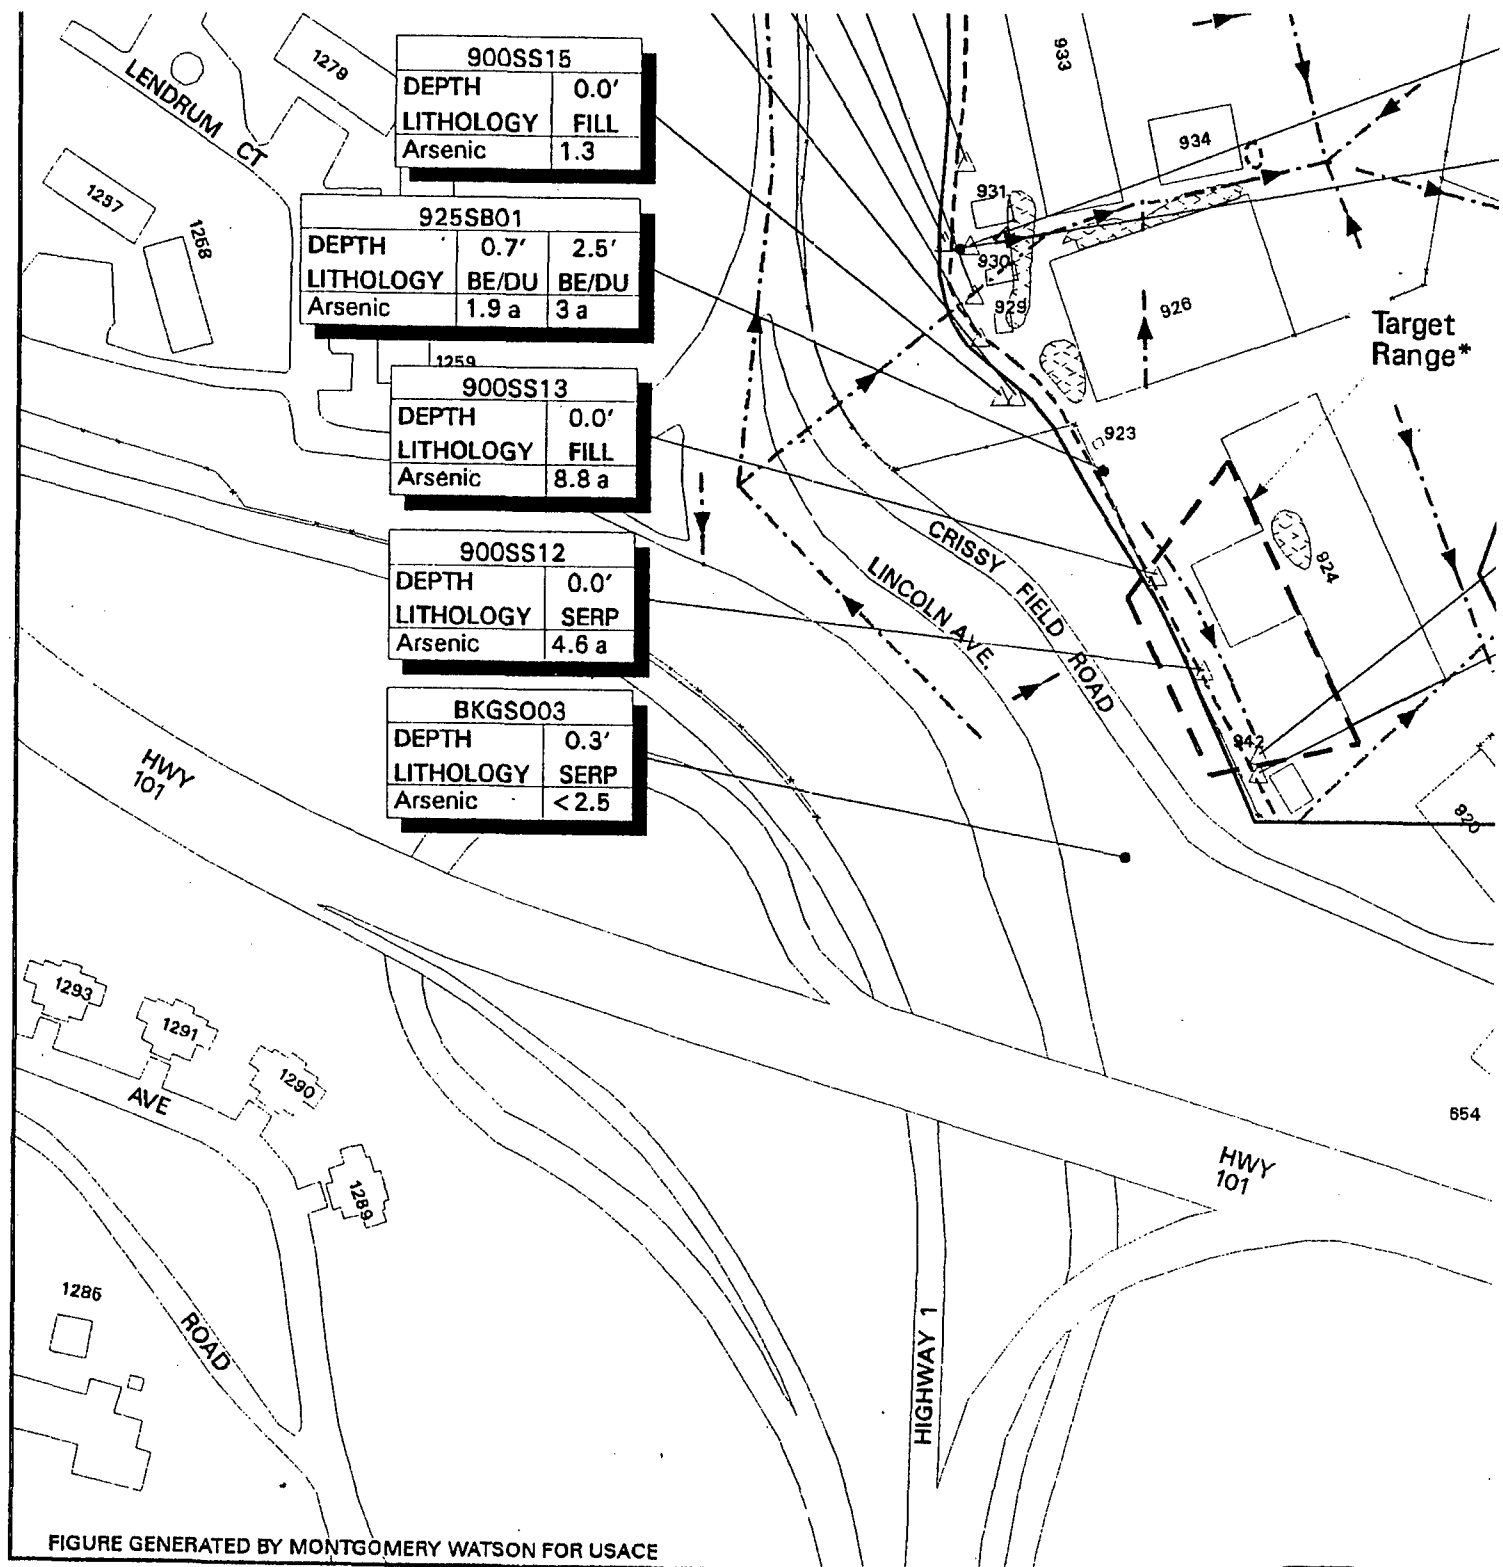 1279
LENDRUM
CT
1297
1258
1259
900SS15
DEPTH 0.0'
LITHOLOGY FILL
Arsenic 1.3
925SB01
DEPTH 0.7' 2.5'
LITHOLOGY BE/DU BE/DU
Arsenic 1.9 a 3 a
900SS13
DEPTH 0.0'
LITHOLOGY FILL
Arsenic 8.8 a
900SS12
DEPTH 0.0'
LITHOLOGY SERP
Arsenic 4.6 a
BKGSO03
DEPTH 0.3'
LITHOLOGY SERP
Arsenic <2.5
933
934
931
930
929
926
Target
Range*
923
924
942
920
CRISSY FIELD ROAD
LINCOLN AVE.
HWY
101
1293
1291
1290
AVE
1289
1286
ROAD
HIGHWAY 1
HWY
101
654
FIGURE GENERATED BY MONTGOMERY WATSON FOR USACE